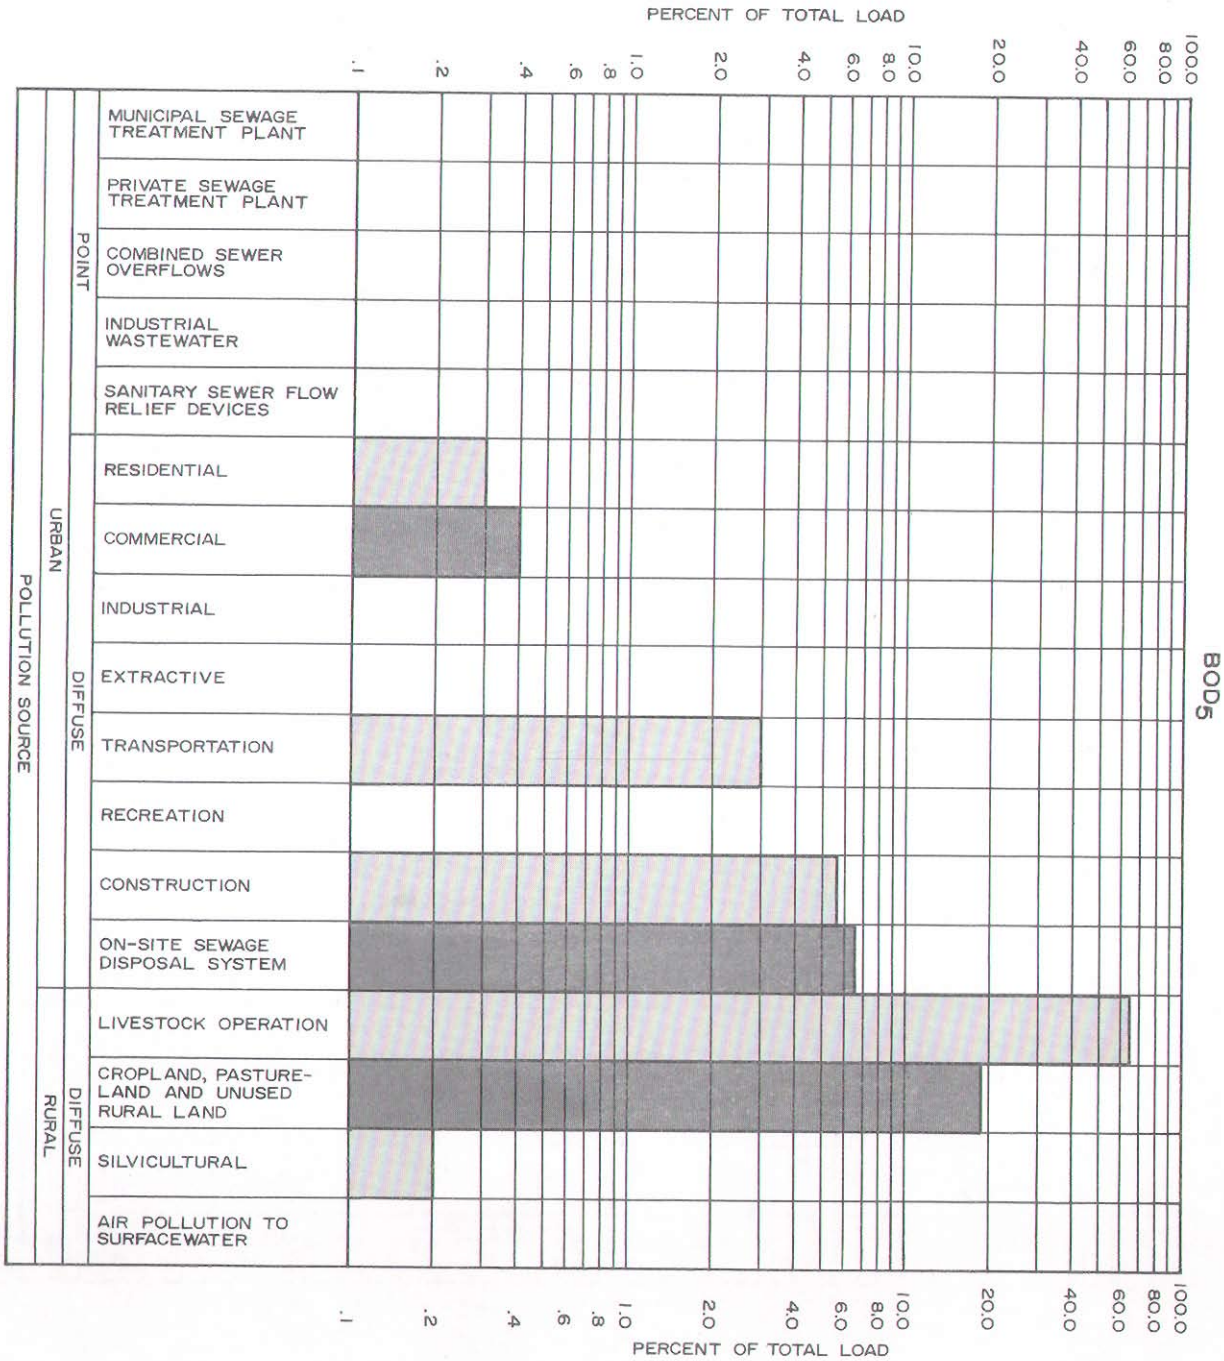 PERCENT OF TOTAL LOAD
.1 .2 .4 .6 .8 1.0 2.0 4.0 6.0 8.0 10.0 20.0 40.0 60.0 80.0 100.0
BOD5
POLLUTION SOURCE
URBAN
POINT
MUNICIPAL SEWAGE
TREATMENT PLANT
PRIVATE SEWAGE
TREATMENT PLANT
COMBINED SEWER
OVERFLOWS
INDUSTRIAL
WASTEWATER
SANITARY SEWER FLOW
RELIEF DEVICES
DIFFUSE
RESIDENTIAL
COMMERCIAL
INDUSTRIAL
EXTRACTIVE
TRANSPORTATION
RECREATION
CONSTRUCTION
ON-SITE SEWAGE
DISPOSAL SYSTEM
RURAL
DIFFUSE
LIVESTOCK OPERATION
CROPLAND, PASTURE-
LAND AND UNUSED
RURAL LAND
SILVICULTURAL
AIR POLLUTION TO
SURFACEWATER
.1 .2 .4 .6 .8 1.0 2.0 4.0 6.0 8.0 10.0 20.0 40.0 60.0 80.0 100.0
PERCENT OF TOTAL LOAD